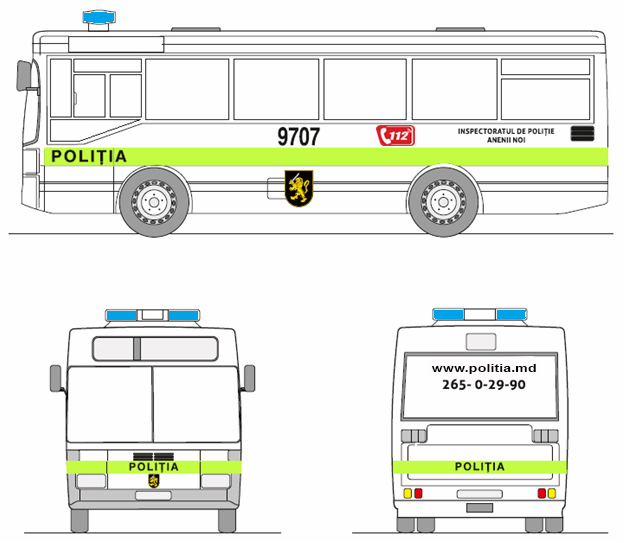 9707
112
INSPECTORATUL DE POLIȚIE
ANENII NOI
POLIȚIA
www.politia.md
265- 0-29-90
POLIȚIA
POLIȚIA